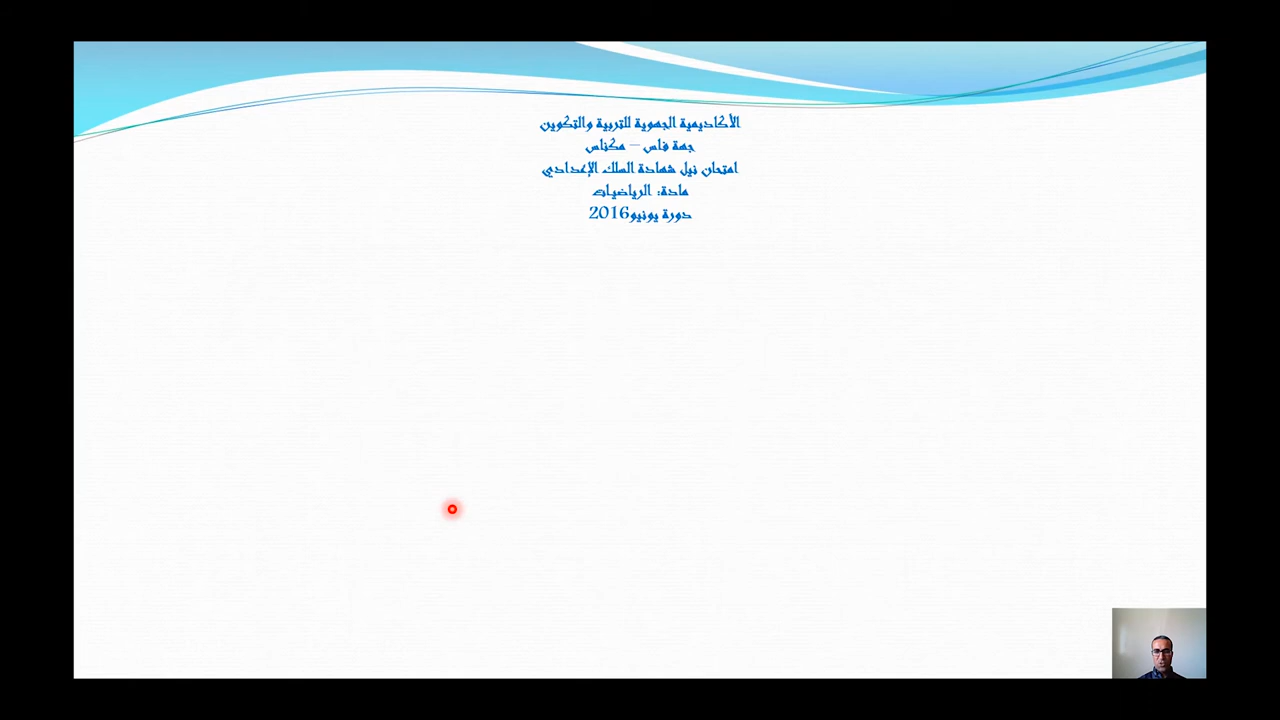 الأكاديمية الجهوية للتربية والتكوين
جهة فاس – مكناس
امتحان نيل شهادة السلك الإعدادي
مادة: الرياضيات
دورة يونيو2016